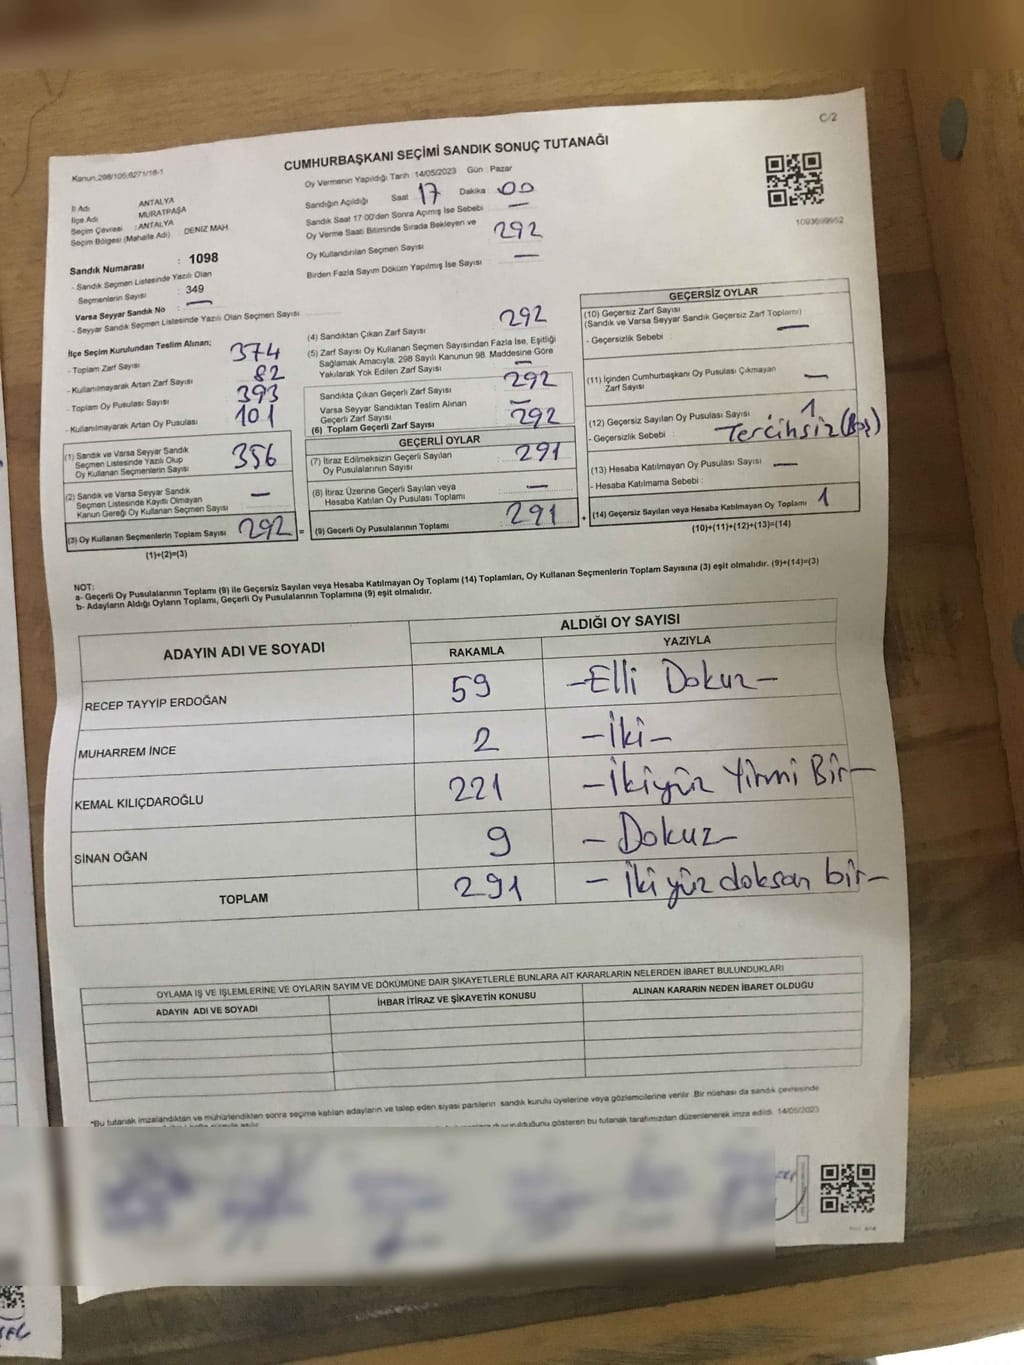 C/2
Kanun,298/105;6271/18-1
CUMHURBAŞKANI SEÇİMİ SANDIK SONUÇ TUTANAĞI
İl Adı ANTALYA
İlçe Adı MURATPAŞA
Seçim Çevresi : ANTALYA
Seçim Bölgesi (Mahalle Adı) DENİZ MAH
Sandık Numarası : 1098
- Sandık Seçmen Listesinde Yazılı Olan
Seçmenlerin Sayısı : 349
Varsa Seyyar Sandık No : —
- Seyyar Sandık Seçmen Listesinde Yazılı Olan Seçmen Sayısı
Oy Vermenin Yapıldığı Tarih : 14/05/2023 Gün : Pazar
Sandığın Açıldığı Saat 17 Dakika : 00
Sandık Saat 17 00'den Sonra Açımış İse Sebebi —
Oy Verme Saati Bitiminde Sırada Bekleyen ve
Oy Kullandırılan Seçmen Sayısı 292
Birden Fazla Sayım Döküm Yapılmış İse Sayısı : —
1093699952
İlçe Seçim Kurulundan Teslim Alınan;
- Toplam Zarf Sayısı 374
- Kullanılmayarak Artan Zarf Sayısı 82
- Toplam Oy Pusulası Sayısı 393
- Kullanılmayarak Artan Oy Pusulası 101
(1) Sandık ve Varsa Seyyar Sandık
Seçmen Listesinde Yazılı Olup
Oy Kullanan Seçmenlerin Sayısı 356
(2) Sandık ve Varsa Seyyar Sandık
Seçmen Listesinde Kayıtlı Olmayan
Kanun Gereği Oy Kullanan Seçmen Sayısı : —
(3) Oy Kullanan Seçmenlerin Toplam Sayısı 292 =
(1)+(2)=(3)
(4) Sandıktan Çıkan Zarf Sayısı 292
(5) Zarf Sayısı Oy Kullanan Seçmen Sayısından Fazla İse, Eşitliği
Sağlamak Amacıyla; 298 Sayılı Kanunun 98. Maddesine Göre
Yakılarak Yok Edilen Zarf Sayısı —
Sandıkta Çıkan Geçerli Zarf Sayısı 292
Varsa Seyyar Sandıktan Teslim Alınan
Geçerli Zarf Sayısı —
(6) Toplam Geçerli Zarf Sayısı 292
GEÇERLİ OYLAR
(7) İtiraz Edilmeksizin Geçerli Sayılan
Oy Pusulalarının Sayısı 291
(8) İtiraz Üzerine Geçerli Sayılan veya
Hesaba Katılan Oy Pusulası Toplamı —
(9) Geçerli Oy Pusulalarının Toplamı 291 +
GEÇERSİZ OYLAR
(10) Geçersiz Zarf Sayısı
(Sandık ve Varsa Seyyar Sandık Geçersiz Zarf Toplamı)
- Geçersizlik Sebebi : —
(11) İçinden Cumhurbaşkanı Oy Pusulası Çıkmayan
Zarf Sayısı —
(12) Geçersiz Sayılan Oy Pusulası Sayısı 1
- Geçersizlik Sebebi : Tercihsiz (Boş)
(13) Hesaba Katılmayan Oy Pusulası Sayısı —
- Hesaba Katılmama Sebebi :
(14) Geçersiz Sayılan veya Hesaba Katılmayan Oy Toplamı 1
(10)+(11)+(12)+(13)=(14)
NOT:
a- Geçerli Oy Pusulalarının Toplamı (9) ile Geçersiz Sayılan veya Hesaba Katılmayan Oy Toplamı (14) Toplamları, Oy Kullanan Seçmenlerin Toplam Sayısına (3) eşit olmalıdır. (9)+(14)=(3)
b- Adayların Aldığı Oyların Toplamı, Geçerli Oy Pusulalarının Toplamına (9) eşit olmalıdır.
ADAYIN ADI VE SOYADI ALDIĞI OY SAYISI
RAKAMLA YAZIYLA
RECEP TAYYİP ERDOĞAN 59 -Elli Dokuz-
MUHARREM İNCE 2 -İki-
KEMAL KILIÇDAROĞLU 221 -İkiyüz Yirmi Bir-
SİNAN OĞAN 9 - Dokuz-
TOPLAM 291 - İkiyüz doksan bir-
OYLAMA İŞ VE İŞLEMLERİNE VE OYLARIN SAYIM VE DÖKÜMÜNE DAİR ŞİKAYETLERLE BUNLARA AİT KARARLARIN NELERDEN İBARET BULUNDUKLARI
ADAYIN ADI VE SOYADI İHBAR İTİRAZ VE ŞİKAYETİN KONUSU ALINAN KARARIN NEDEN İBARET OLDUĞU
*Bu tutanak imzalandıktan ve mühürlendikten sonra seçime katılan adayların ve talep eden siyasi partilerin sandık kurulu üyelerine veya gözlemcilerine verilir .Bir nüshası da sandık çevresinde
duyurulduğunu gösteren bu tutanak tarafımızdan düzenlenerek imza edildi. 14/05/2023